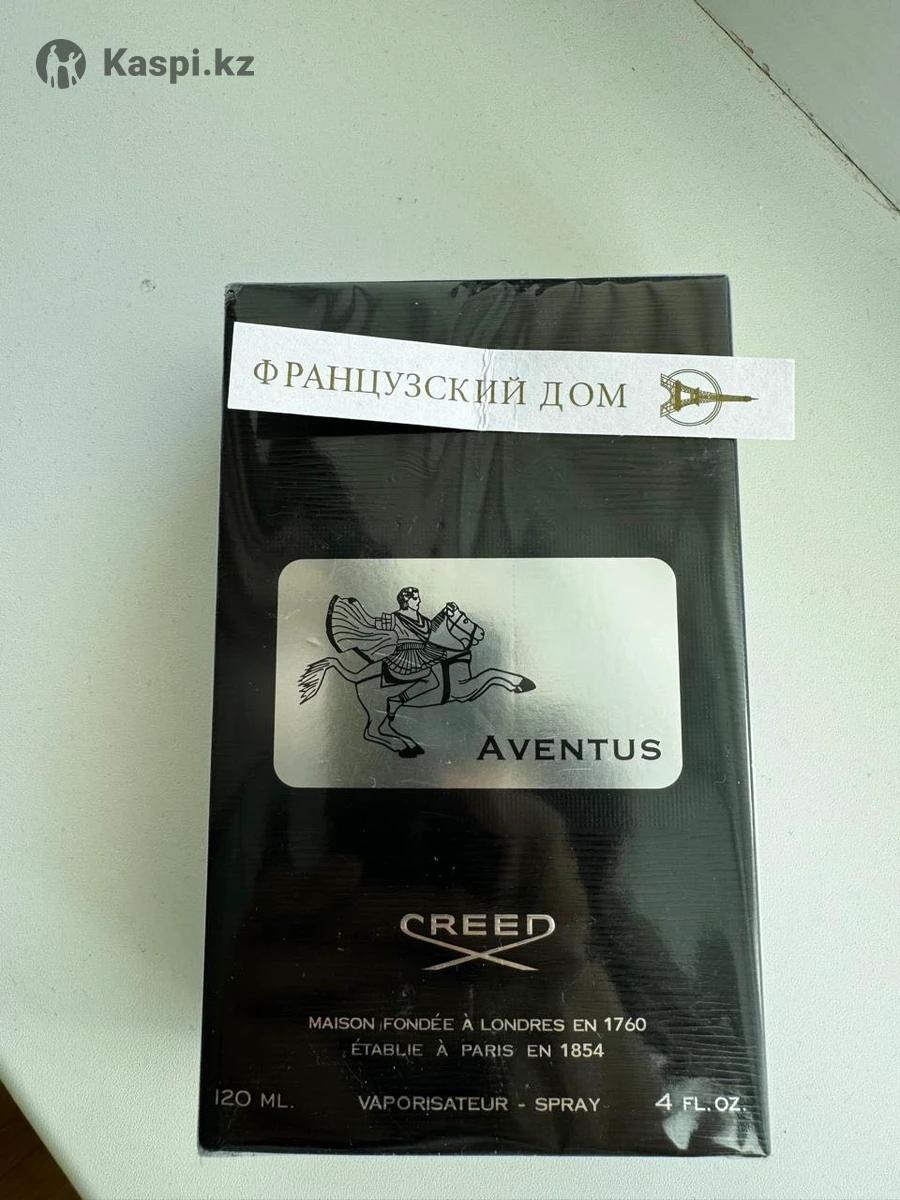 Kaspi.kz
ФРАНЦУЗСКИЙ ДОМ
AVENTUS
CREED
MAISON FONDÉE À LONDRES EN 1760
ÉTABLIE À PARIS EN 1854
120 ML. VAPORISATEUR - SPRAY 4 FL. OZ.